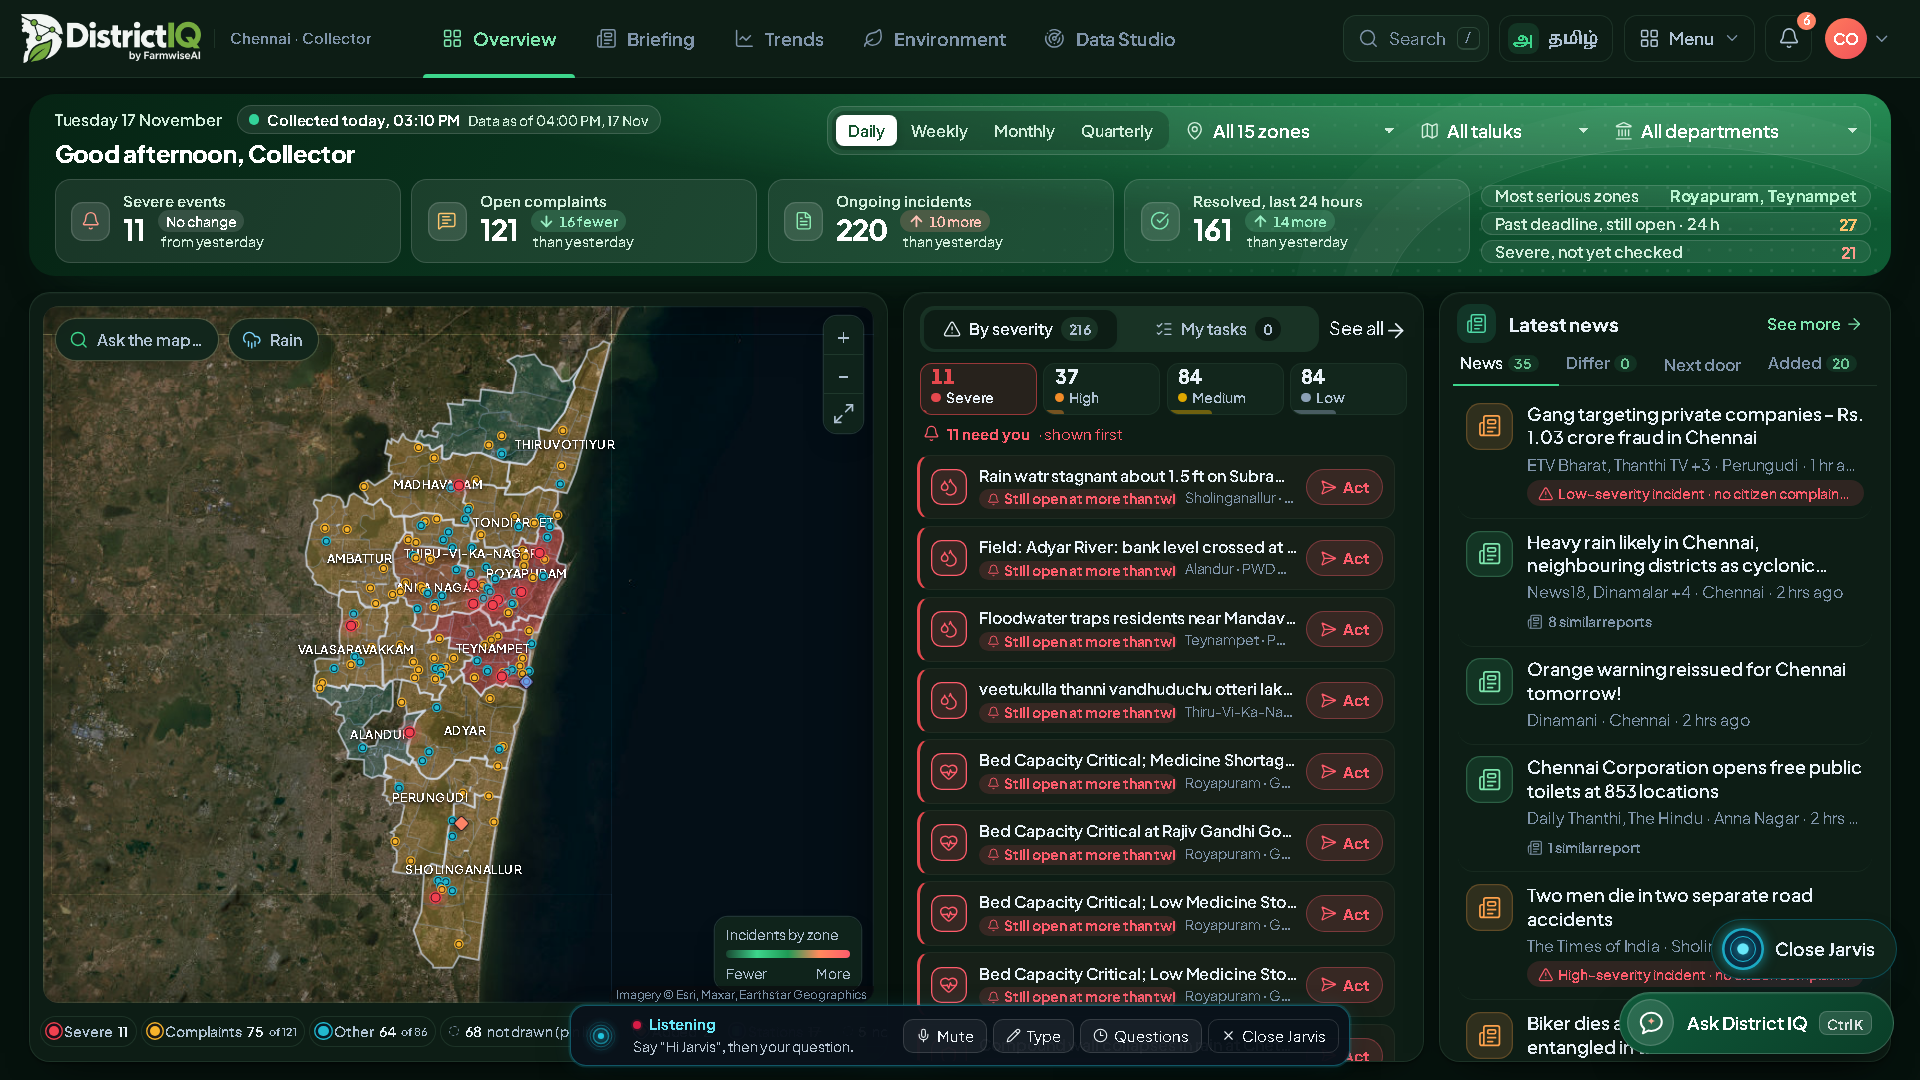 DistrictIQ
by FarmwiseAI
Chennai · Collector
Overview
Briefing
Trends
Environment
Data Studio
Search /
அ தமிழ்
Menu
6
CO
Tuesday 17 November
Collected today, 03:10 PM Data as of 04:00 PM, 17 Nov
Good afternoon, Collector
Daily Weekly Monthly Quarterly
All 15 zones
All taluks
All departments
Severe events
11 No change
from yesterday
Open complaints
121 ↓ 16 fewer
than yesterday
Ongoing incidents
220 ↑ 10 more
than yesterday
Resolved, last 24 hours
161 ↑ 14 more
than yesterday
Most serious zones Royapuram, Teynampet
Past deadline, still open · 24 h 27
Severe, not yet checked 21
Ask the map...
Rain
+
−
THIRUVOTTIYUR
MADHAVARAM
TONDIARPET
AMBATTUR
THIRU-VI-KA-NAGAR
ROYAPURAM
ANNA NAGAR
VALASARAVAKKAM
TEYNAMPET
ALANDUR
ADYAR
PERUNGUDI
SHOLINGANALLUR
Incidents by zone
Fewer More
Imagery © Esri, Maxar, Earthstar Geographics
Severe 11
Complaints 75 of 121
Other 64 of 86
68 not drawn (p
By severity 216
My tasks 0
See all →
11
Severe
37
High
84
Medium
84
Low
11 need you · shown first
Rain watr stagnant about 1.5 ft on Subra...
Still open at more than twi Sholinganallur · ...
Act
Field: Adyar River: bank level crossed at ...
Still open at more than twi Alandur · PWD ...
Act
Floodwater traps residents near Mandav...
Still open at more than twi Teynampet · P...
Act
veetukulla thanni vandhuduchu otteri lak...
Still open at more than twi Thiru-Vi-Ka-Na...
Act
Bed Capacity Critical; Medicine Shortag...
Still open at more than twi Royapuram · G...
Act
Bed Capacity Critical at Rajiv Gandhi Go...
Still open at more than twi Royapuram · G...
Act
Bed Capacity Critical; Low Medicine Sto...
Still open at more than twi Royapuram · G...
Act
Bed Capacity Critical; Low Medicine Sto...
Still open at more than twi Royapuram · G...
Act
Act
Latest news
See more →
News 35
Differ 0
Next door
Added 20
Gang targeting private companies – Rs.
1.03 crore fraud in Chennai
ETV Bharat, Thanthi TV +3 · Perungudi · 1 hr a...
Low-severity incident · no citizen complain...
Heavy rain likely in Chennai,
neighbouring districts as cyclonic...
News18, Dinamalar +4 · Chennai · 2 hrs ago
8 similar reports
Orange warning reissued for Chennai
tomorrow!
Dinamani · Chennai · 2 hrs ago
Chennai Corporation opens free public
toilets at 853 locations
Daily Thanthi, The Hindu · Anna Nagar · 2 hrs ...
1 similar report
Two men die in two separate road
accidents
The Times of India · Sholin
High-severity incident · no
Biker dies a
entangled in
Close Jarvis
Ask District IQ Ctrl K
Listening
Say "Hi Jarvis", then your question.
Mute
Type
Questions
× Close Jarvis